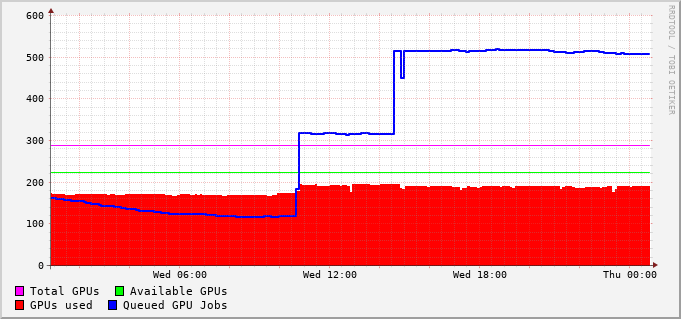 600
500
400
300
200
100
0
Wed 06:00 Wed 12:00 Wed 18:00 Thu 00:00
Total GPUs Available GPUs
GPUs used Queued GPU Jobs
RRDTOOL / TOBI OETIKER